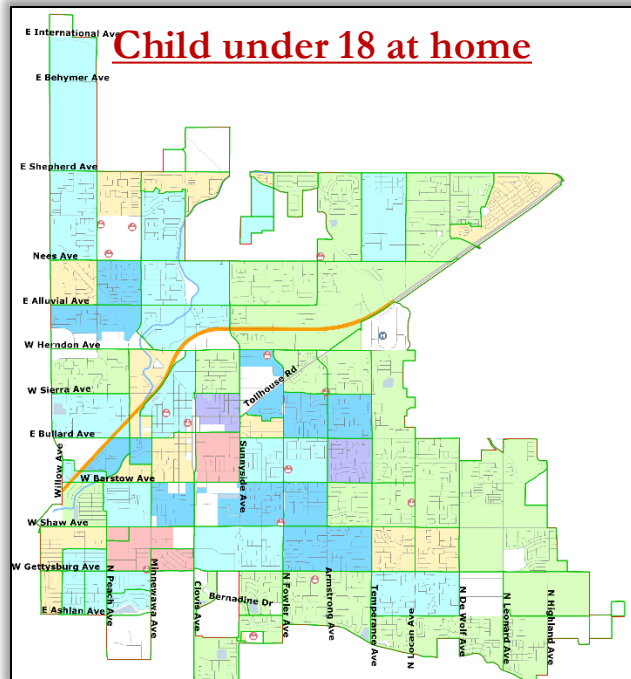 Child under 18 at home
E International Ave
E Behymer Ave
E Shepherd Ave
Nees Ave
E Alluvial Ave
W Herndon Ave
W Sierra Ave
Tollhouse Rd
E Bullard Ave
Willow Ave
Sunnyside Ave
W Barstow Ave
W Shaw Ave
W Gettysburg Ave
N Peach Ave
Minnewawa Ave
Clovis Ave
Bernadine Dr
N Fowler Ave
Armstrong Ave
Temperance Ave
N Locan Ave
N De Wolf Ave
N Leonard Ave
N Highland Ave
E Ashlan Ave